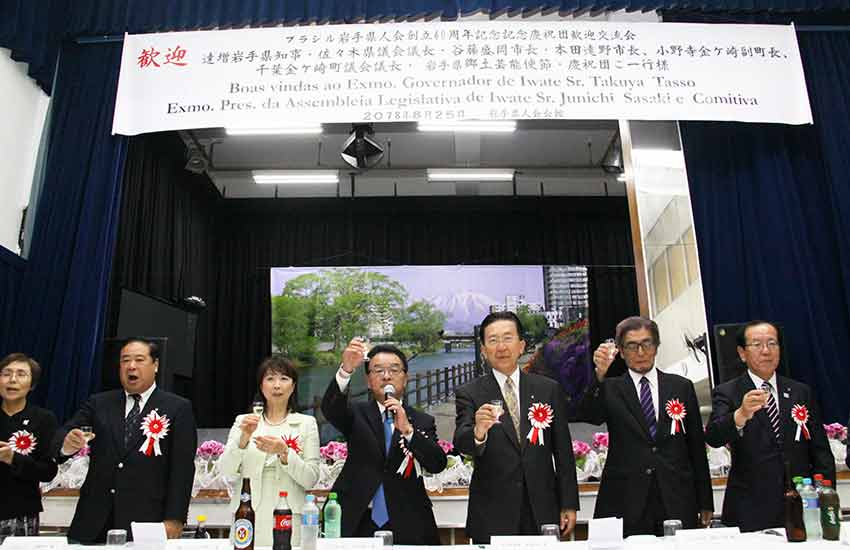 歓迎
ブラジル岩手県人会創立60周年記念記念慶祝団歓迎交流会
達増岩手県知事・佐々木県議会議長・谷藤盛岡市長・本田遠野市長、小野寺金ケ崎副町長、
千葉金ケ崎町議会議長・ 岩手県郷土芸能使節・慶祝団ご一行様
Boas vindas ao Exmo. Governador de Iwate Sr. Takuya Tasso
Exmo. Pres. da Assembleia Legislativa de Iwate Sr. Junichi Sasaki e Comitiva
2018年8月25日 岩手県人会会館